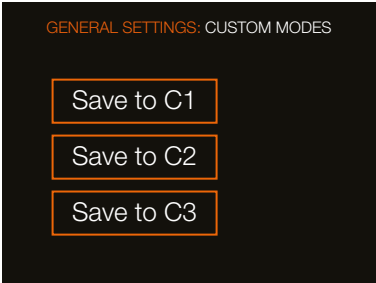 GENERAL SETTINGS: CUSTOM MODES
Save to C1
Save to C2
Save to C3